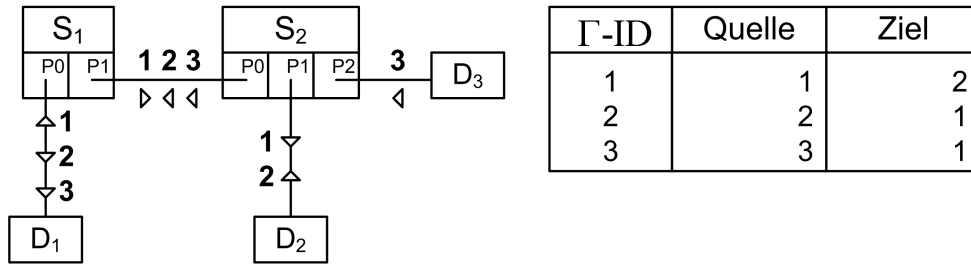 S₁
P0 P1
1 2 3
S₂
P0 P1 P2
3
D₃
1
2
3
D₁
1
2
D₂
Γ-ID Quelle Ziel
1 1 2
2 2 1
3 3 1